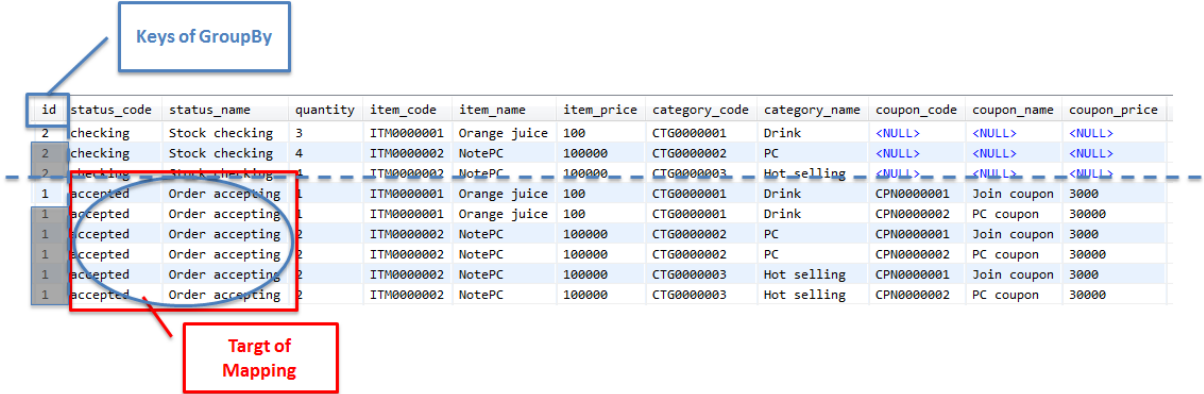 Keys of GroupBy
id status_code status_name quantity item_code item_name item_price category_code category_name coupon_code coupon_name coupon_price
2 checking Stock checking 3 ITM0000001 Orange juice 100 CTG0000001 Drink <NULL> <NULL> <NULL>
2 checking Stock checking 4 ITM0000002 NotePC 100000 CTG0000002 PC <NULL> <NULL> <NULL>
2 checking Stock checking 4 ITM0000002 NotePC 100000 CTG0000003 Hot selling <NULL> <NULL> <NULL>
1 accepted Order accepting 1 ITM0000001 Orange juice 100 CTG0000001 Drink CPN0000001 Join coupon 3000
1 accepted Order accepting 1 ITM0000001 Orange juice 100 CTG0000001 Drink CPN0000002 PC coupon 30000
1 accepted Order accepting 2 ITM0000002 NotePC 100000 CTG0000002 PC CPN0000001 Join coupon 3000
1 accepted Order accepting 2 ITM0000002 NotePC 100000 CTG0000002 PC CPN0000002 PC coupon 30000
1 accepted Order accepting 2 ITM0000002 NotePC 100000 CTG0000003 Hot selling CPN0000001 Join coupon 3000
1 accepted Order accepting 2 ITM0000002 NotePC 100000 CTG0000003 Hot selling CPN0000002 PC coupon 30000
Targt of
Mapping